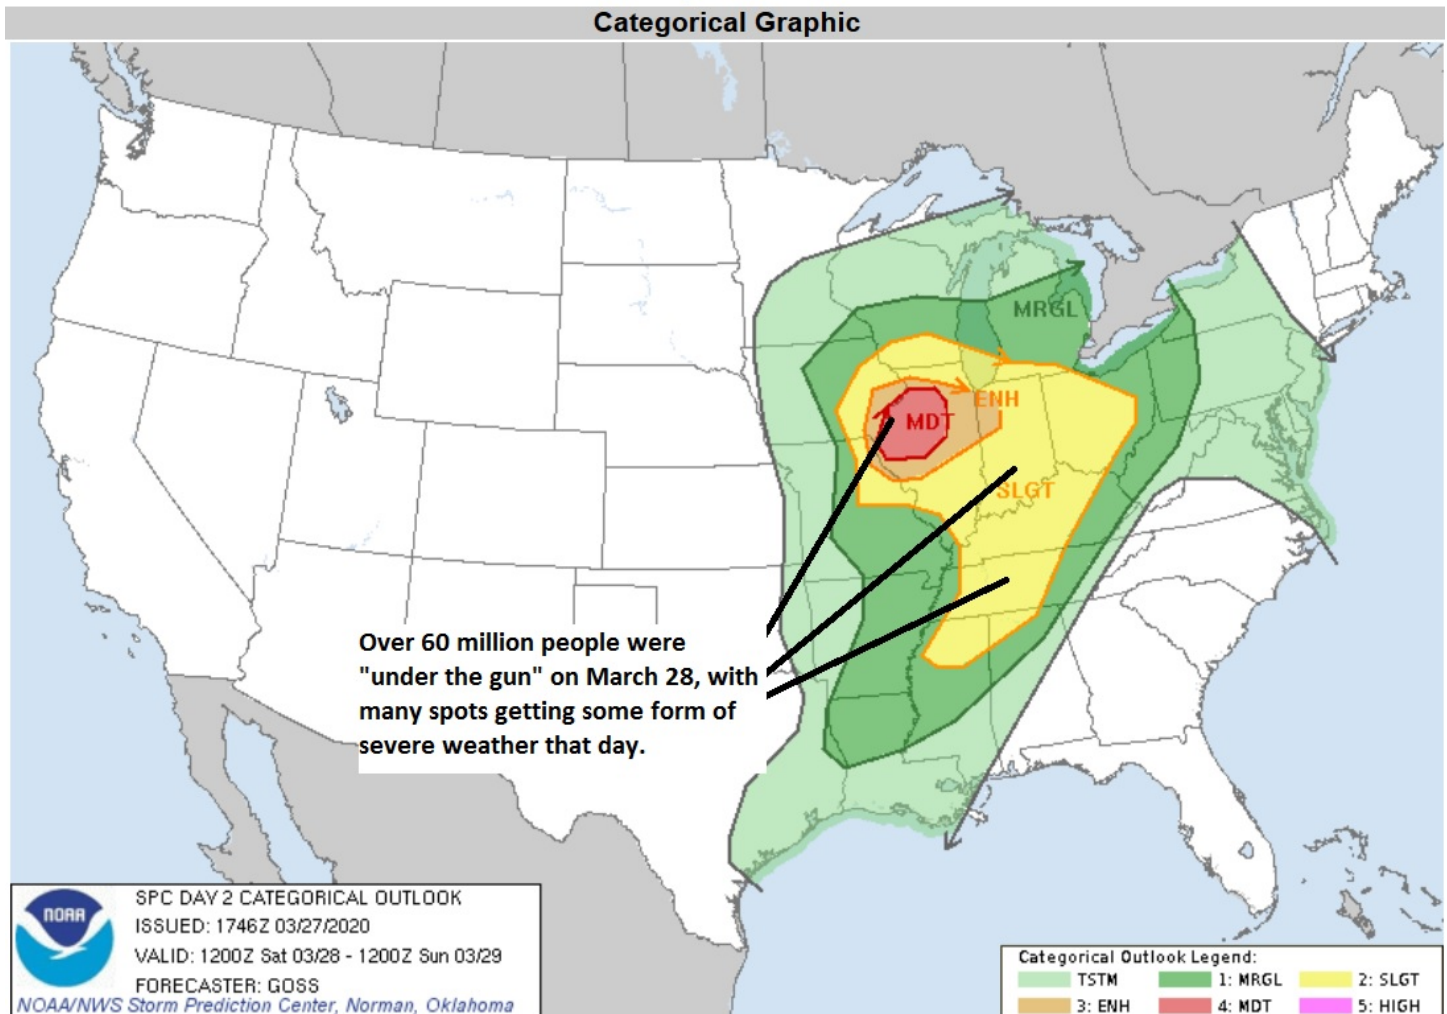 Categorical Graphic
MRGL
ENH
MDT
SLGT
Over 60 million people were
"under the gun" on March 28, with
many spots getting some form of
severe weather that day.
NOAA
SPC DAY 2 CATEGORICAL OUTLOOK
ISSUED: 1746Z 03/27/2020
VALID: 1200Z Sat 03/28 - 1200Z Sun 03/29
FORECASTER: GOSS
NOAA/NWS Storm Prediction Center, Norman, Oklahoma
Categorical Outlook Legend:
TSTM 1: MRGL 2: SLGT
3: ENH 4: MDT 5: HIGH